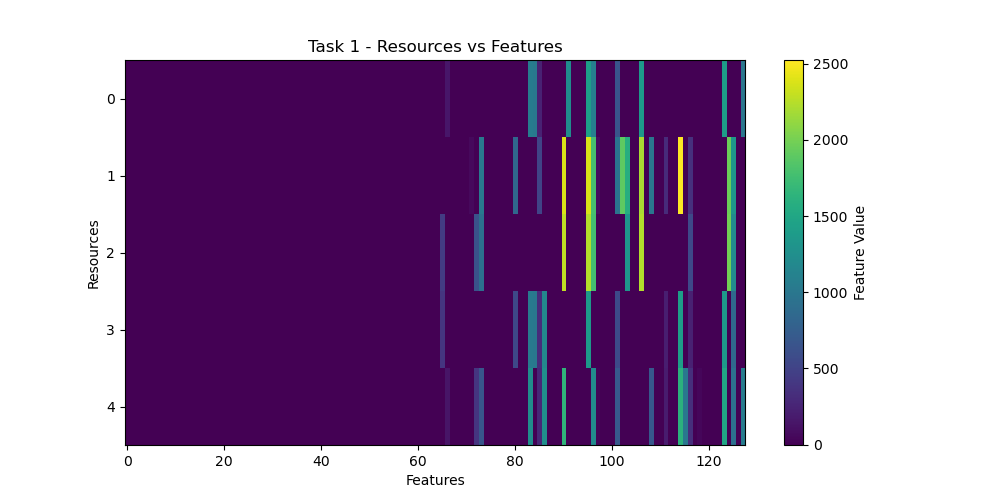 Task 1 - Resources vs Features
Resources
0
1
2
3
4
0 20 40 60 80 100 120
Features
2500
2000
1500
1000
500
0
Feature Value